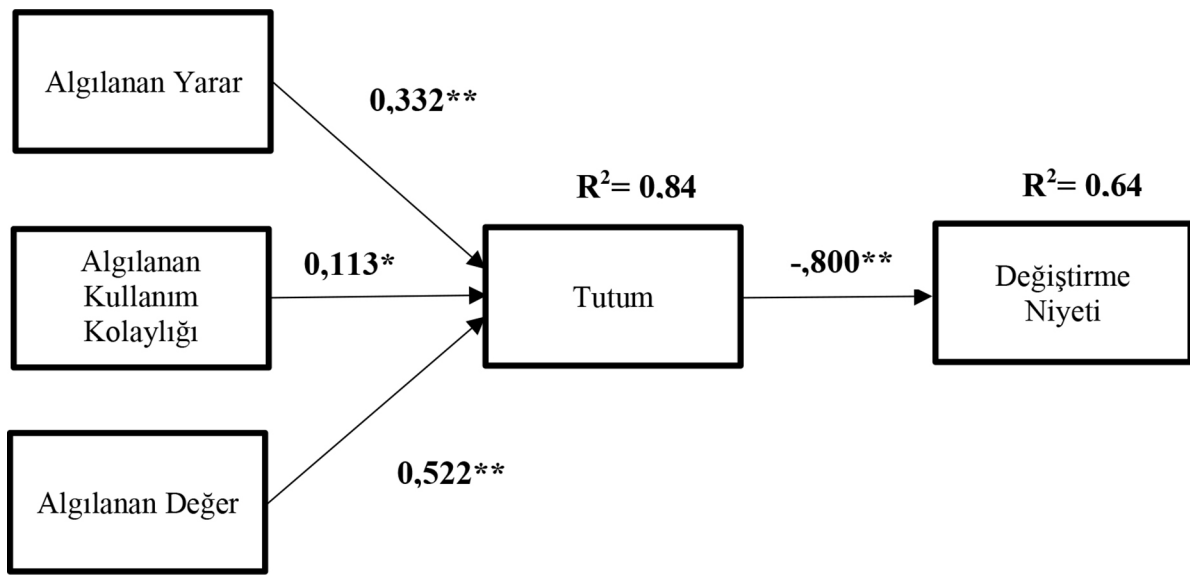 Algılanan Yarar
0,332**
R²= 0,84
R²= 0,64
Algılanan
Kullanım
Kolaylığı
0,113*
Tutum
-,800**
Değiştirme
Niyeti
Algılanan Değer
0,522**